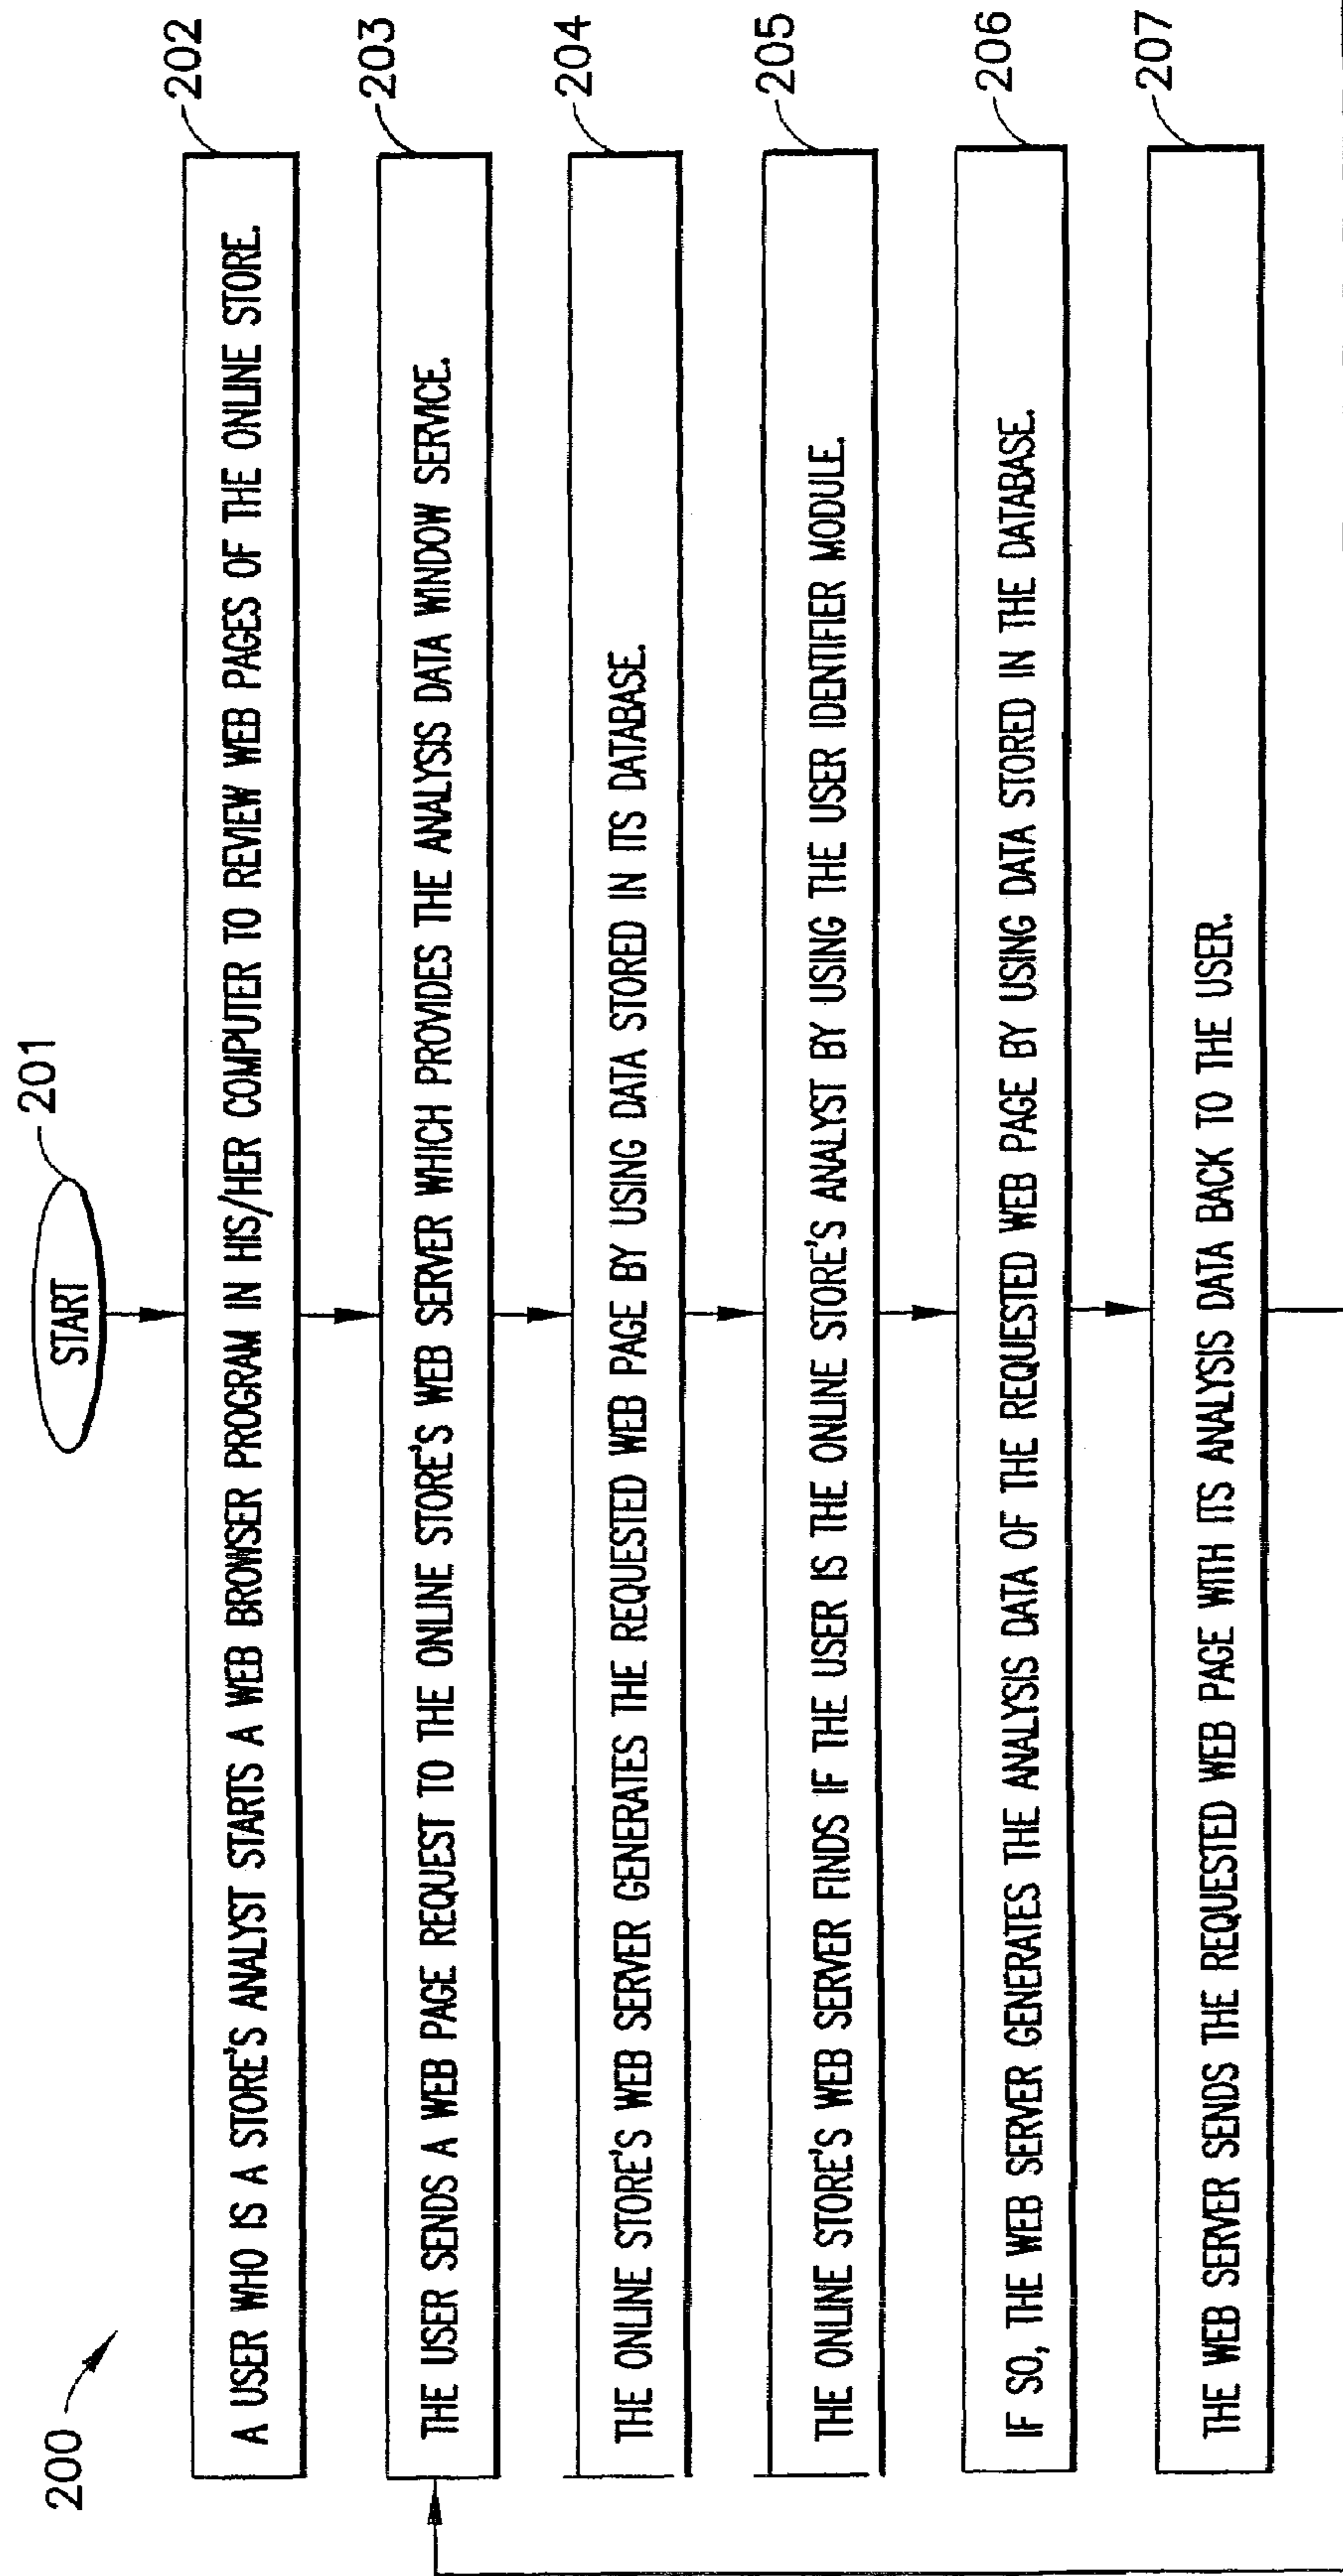 200
START
201
A USER WHO IS A STORE'S ANALYST STARTS A WEB BROWSER PROGRAM IN HIS/HER COMPUTER TO REVIEW WEB PAGES OF THE ONLINE STORE.
202
THE USER SENDS A WEB PAGE REQUEST TO THE ONLINE STORE'S WEB SERVER WHICH PROVIDES THE ANALYSIS DATA WINDOW SERVICE.
203
THE ONLINE STORE'S WEB SERVER GENERATES THE REQUESTED WEB PAGE BY USING DATA STORED IN ITS DATABASE.
204
THE ONLINE STORE'S WEB SERVER FINDS IF THE USER IS THE ONLINE STORE'S ANALYST BY USING THE USER IDENTIFIER MODULE.
205
IF SO, THE WEB SERVER GENERATES THE ANALYSIS DATA OF THE REQUESTED WEB PAGE BY USING DATA STORED IN THE DATABASE.
206
THE WEB SERVER SENDS THE REQUESTED WEB PAGE WITH ITS ANALYSIS DATA BACK TO THE USER.
207